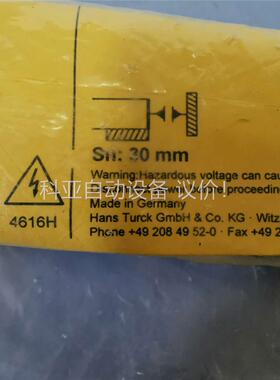 Sn: 30 mm
Warning: Hazardous voltage can cau
proceeding
科亚自动设备 议价!
4616H
Made in Germany
Hans Turck GmbH & Co. KG · Witz
Phone +49 208 49 52-0 · Fax +49 2